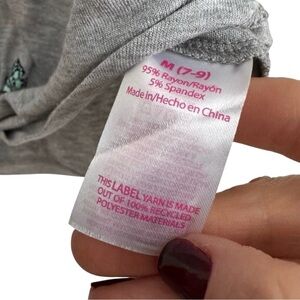 M (7-9)
95% Rayon/Rayón
5% Spandex
Made in/Hecho en China
THIS LABEL YARN IS MADE
OUT OF 100% RECYCLED
POLYESTER MATERIALS